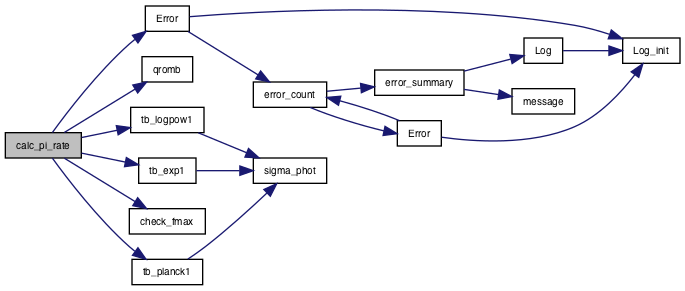 Error
Log_init
Log
qromb
error_summary
error_count
message
tb_logpow1
Error
calc_pi_rate
tb_exp1
sigma_phot
check_fmax
tb_planck1